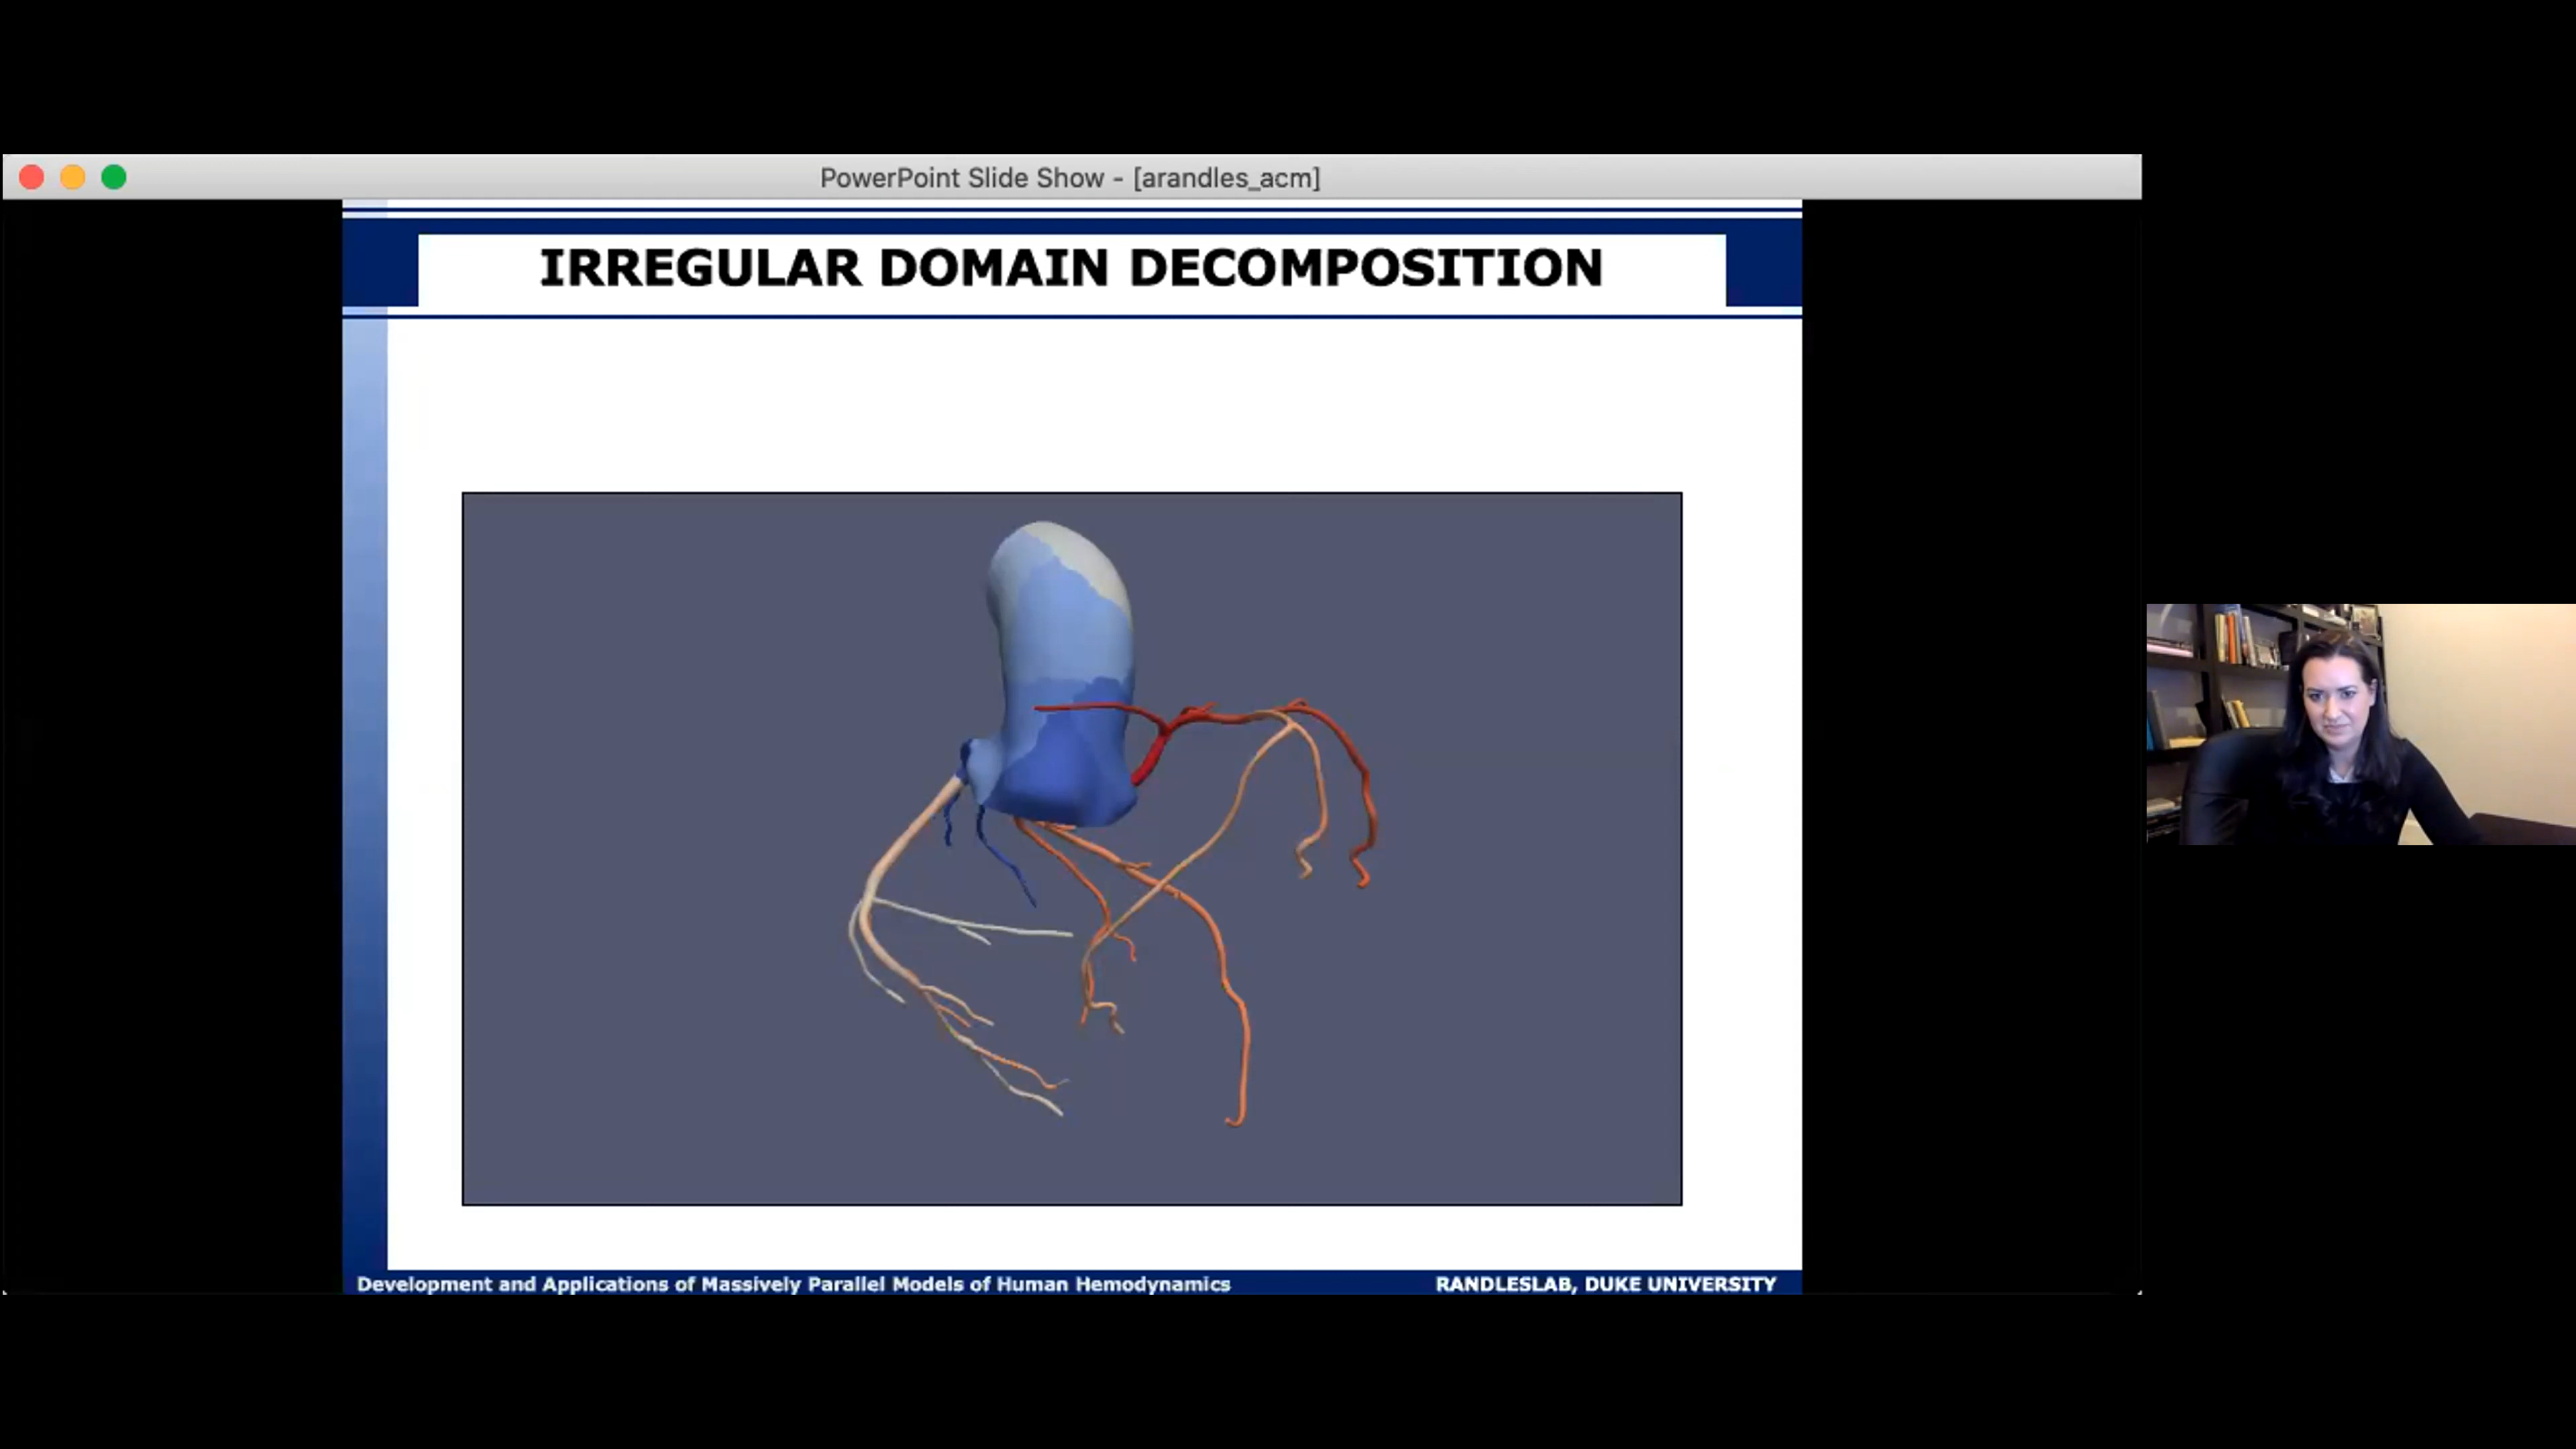 PowerPoint Slide Show - [arandles_acm]
IRREGULAR DOMAIN DECOMPOSITION
Development and Applications of Massively Parallel Models of Human Hemodynamics
RANDLESLAB, DUKE UNIVERSITY